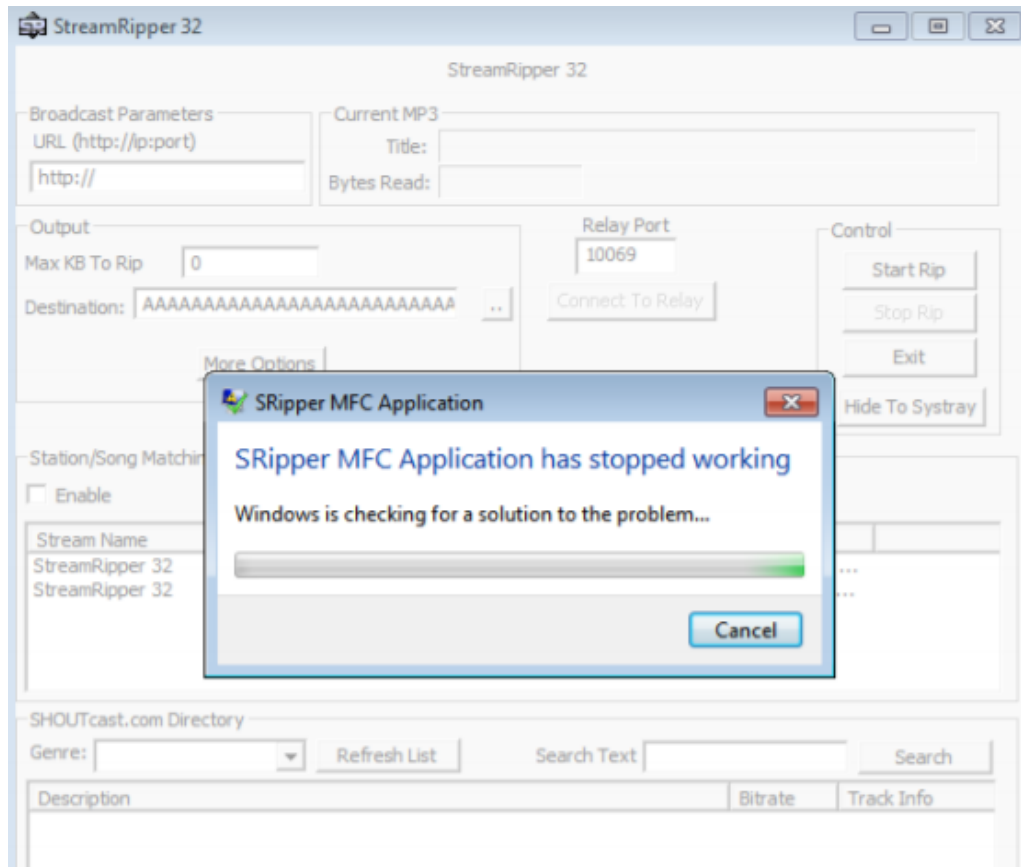 StreamRipper 32
StreamRipper 32
Broadcast Parameters
URL (http://ip:port)
http://
Current MP3
Title:
Bytes Read:
Output
Max KB To Rip 0
Destination: AAAAAAAAAAAAAAAAAAAAAAAAAA ..
More Options
Relay Port
10069
Connect To Relay
Control
Start Rip
Stop Rip
Exit
Hide To Systray
SRipper MFC Application
SRipper MFC Application has stopped working
Windows is checking for a solution to the problem...
Cancel
Station/Song Matchin
Enable
Stream Name
StreamRipper 32 ...
StreamRipper 32 ...
SHOUTcast.com Directory
Genre: Refresh List Search Text Search
Description Bitrate Track Info